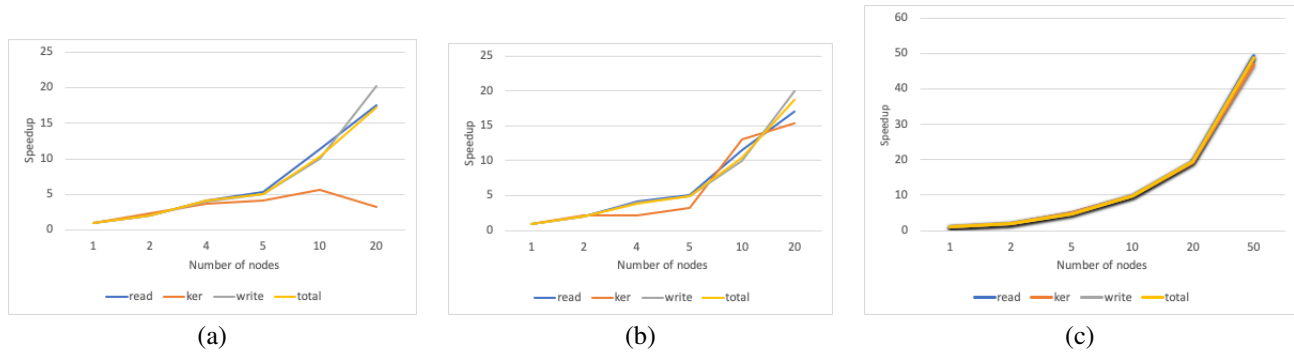 25
20
15
10
5
0
Speedup
1 2 4 5 10 20
Number of nodes
read ker write total
(a)
25
20
15
10
5
0
Speedup
1 2 4 5 10 20
Number of nodes
read ker write total
(b)
60
50
40
30
20
10
0
Speedup
1 2 5 10 20 50
Number of nodes
read ker write total
(c)